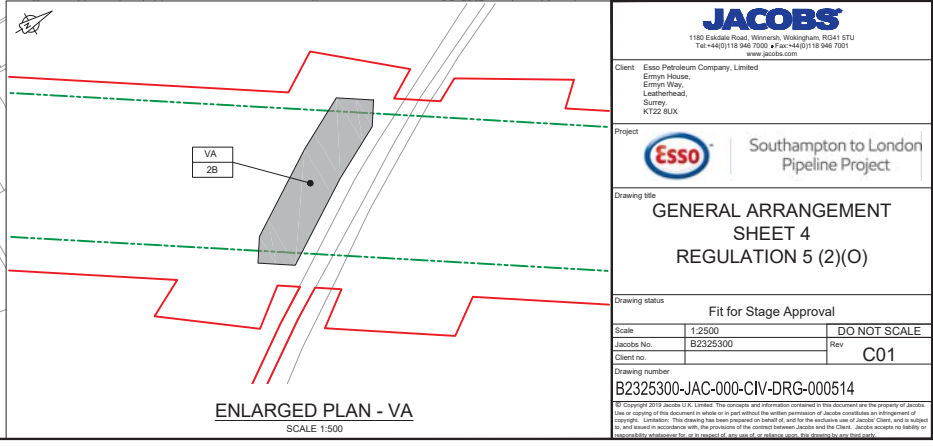 VA
2B
ENLARGED PLAN - VA
SCALE 1:500
JACOBS
1180 Eskdale Road, Winnersh, Wokingham, RG41 5TU
Tel:+44(0)118 946 7000 • Fax:+44(0)118 946 7001
www.jacobs.com
Client Esso Petroleum Company, Limited
Ermyn House,
Ermyn Way,
Leatherhead,
Surrey.
KT22 8UX
Project
Esso
Southampton to London
Pipeline Project
Drawing title
GENERAL ARRANGEMENT
SHEET 4
REGULATION 5 (2)(O)
Drawing status
Fit for Stage Approval
Scale 1:2500 DO NOT SCALE
Jacobs No. B2325300 Rev
Client no. C01
Drawing number
B2325300-JAC-000-CIV-DRG-000514
© Copyright 2019 Jacobs U.K. Limited. The concepts and information contained in this document are the property of Jacobs.
Use or copying of this document in whole or in part without the written permission of Jacobs constitutes an infringement of
copyright. Limitation: This drawing has been prepared on behalf of, and for the exclusive use of Jacobs' Client, and is subject
to, and issued in accordance with, the provisions of the contract between Jacobs and the Client. Jacobs accepts no liability or
responsibility whatsoever for, or in respect of, any use of, or reliance upon, this drawing by any third party.